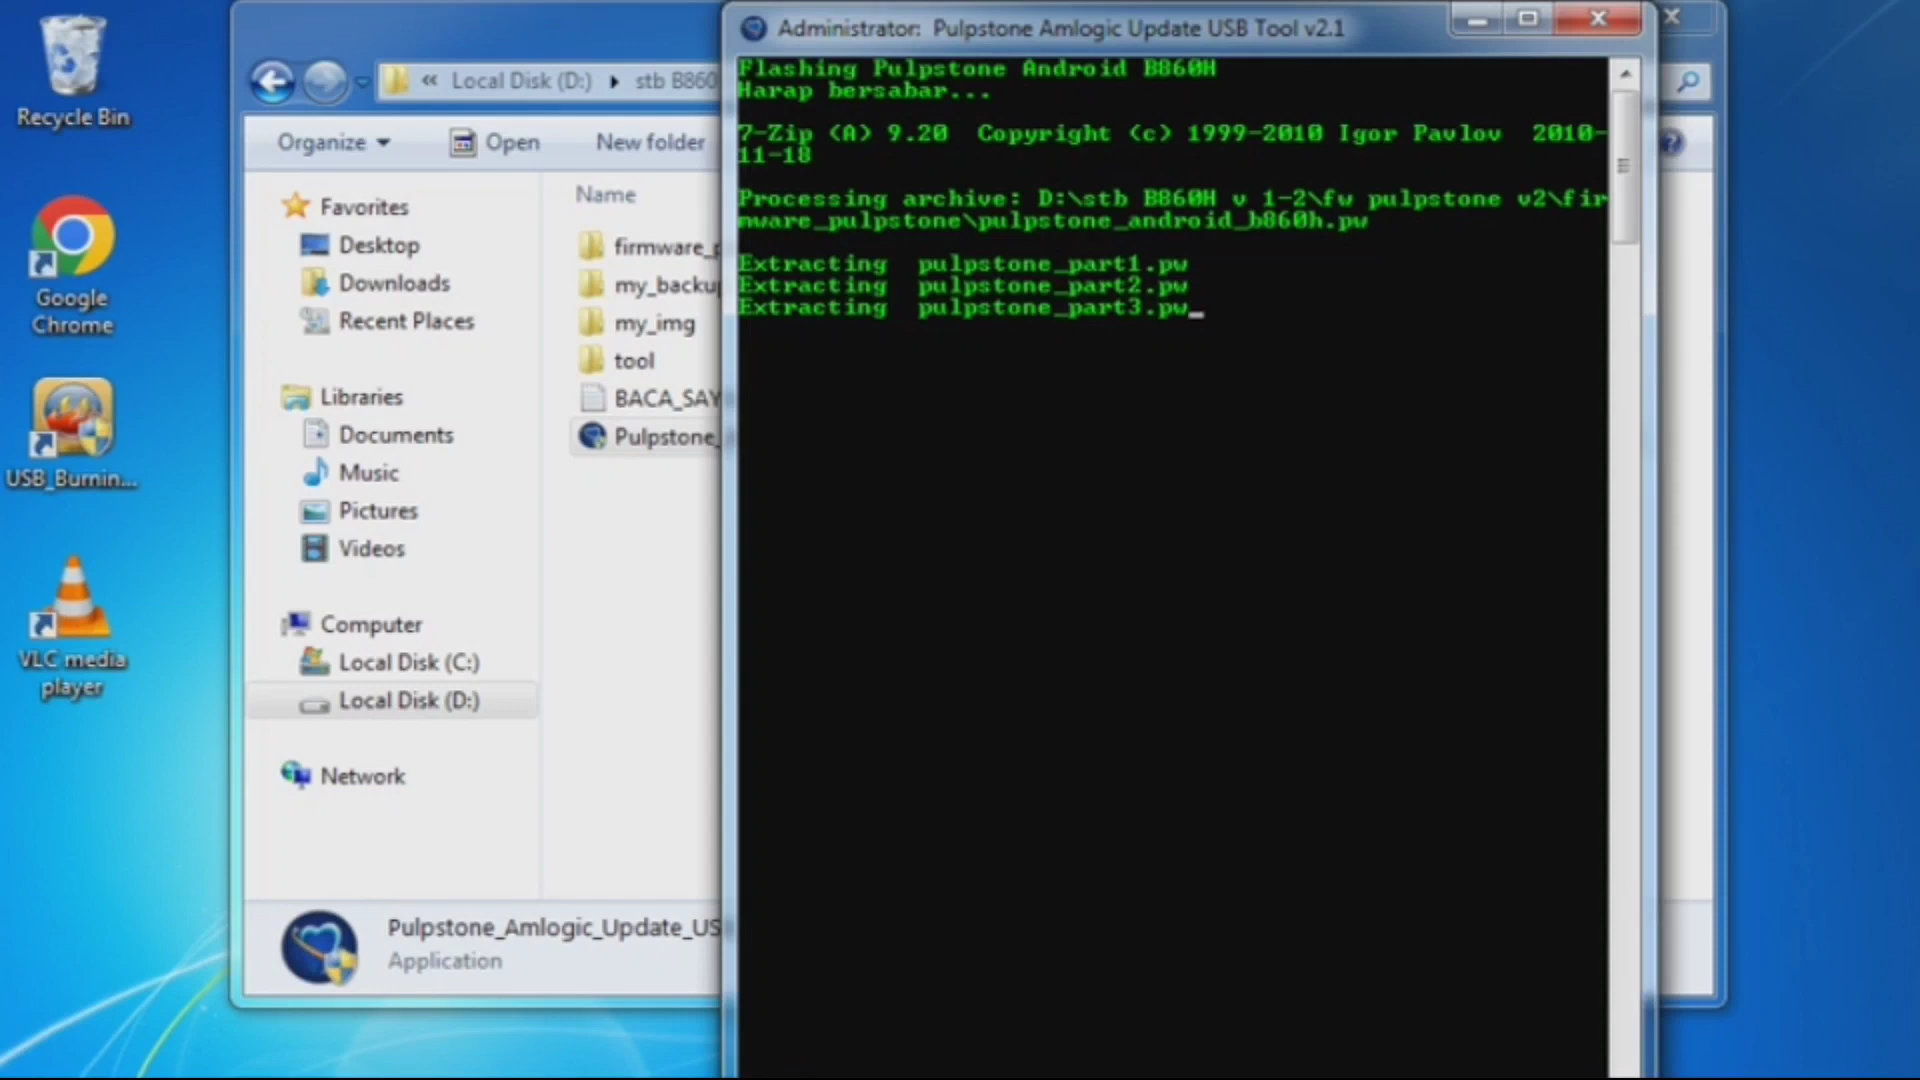 Recycle Bin
Google
Chrome
USB_Burnin...
VLC media
player
« Local Disk (D:) stb B860
Organize
Open
New folder
Favorites
Desktop
Downloads
Recent Places
Libraries
Documents
Music
Pictures
Videos
Computer
Local Disk (C:)
Local Disk (D:)
Network
Name
firmware_p
my_backup
my_img
tool
BACA_SAY
Pulpstone_
Pulpstone_Amlogic_Update_US
Application
Administrator: Pulpstone Amlogic Update USB Tool v2.1
Flashing Pulpstone Android B860H
Harap bersabar...
7-Zip (A) 9.20 Copyright (c) 1999-2010 Igor Pavlov 2010-
11-18
Processing archive: D:\stb B860H v 1-2\fw pulpstone v2\fir
mware_pulpstone\pulpstone_android_b860h.pw
Extracting pulpstone_part1.pw
Extracting pulpstone_part2.pw
Extracting pulpstone_part3.pw